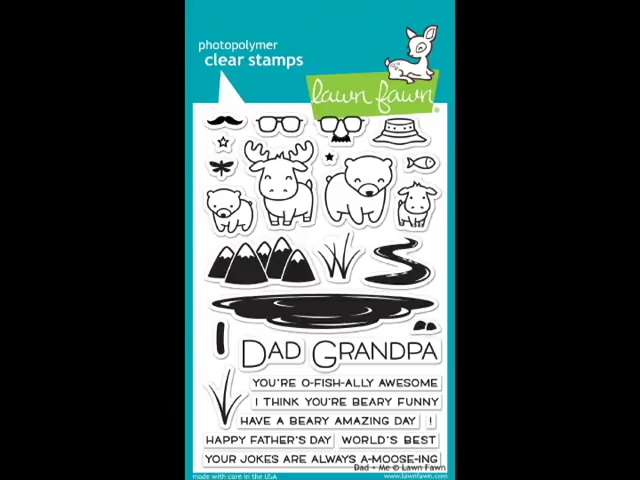 photopolymer
clear stamps
lawn fawn
DAD GRANDPA
YOU'RE O-FISH-ALLY AWESOME
I THINK YOU'RE BEARY FUNNY
HAVE A BEARY AMAZING DAY !
HAPPY FATHER'S DAY WORLD'S BEST
YOUR JOKES ARE ALWAYS A-MOOSE-ING
Dad + Me © Lawn Fawn
made with care in the USA
www.lawnfawn.com